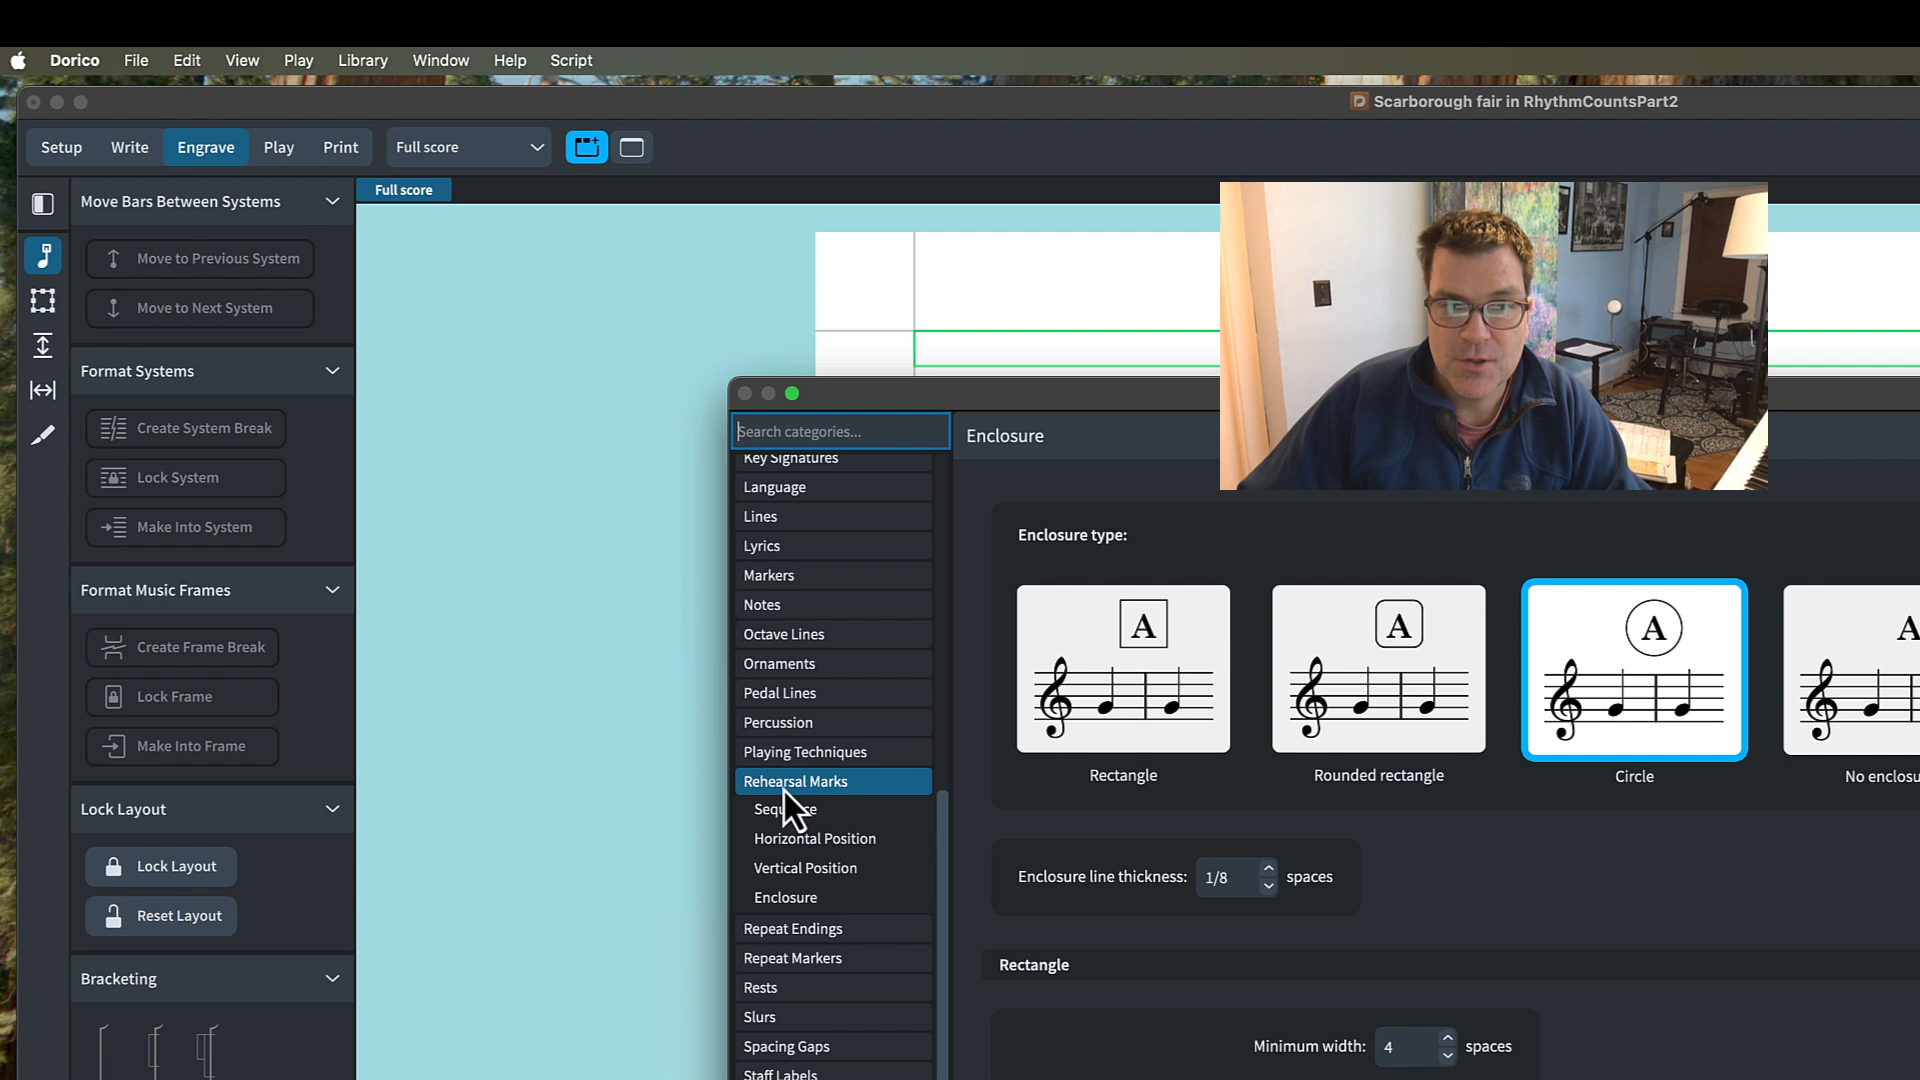 Dorico File Edit View Play Library Window Help Script
Scarborough fair in RhythmCountsPart2
Setup Write Engrave Play Print Full score
Full score
Move Bars Between Systems
Move to Previous System
Move to Next System
Format Systems
Create System Break
Lock System
Make Into System
Format Music Frames
Create Frame Break
Lock Frame
Make Into Frame
Lock Layout
Lock Layout
Reset Layout
Bracketing
Search categories...
Key Signatures
Language
Lines
Lyrics
Markers
Notes
Octave Lines
Ornaments
Pedal Lines
Percussion
Playing Techniques
Rehearsal Marks
Horizontal Position
Vertical Position
Enclosure
Repeat Endings
Repeat Markers
Rests
Slurs
Spacing Gaps
Staff Labels
Enclosure
Enclosure type:
A A A A
Rectangle Rounded rectangle Circle No enclosu
Enclosure line thickness: 1/8 spaces
Rectangle
Minimum width: 4 spaces